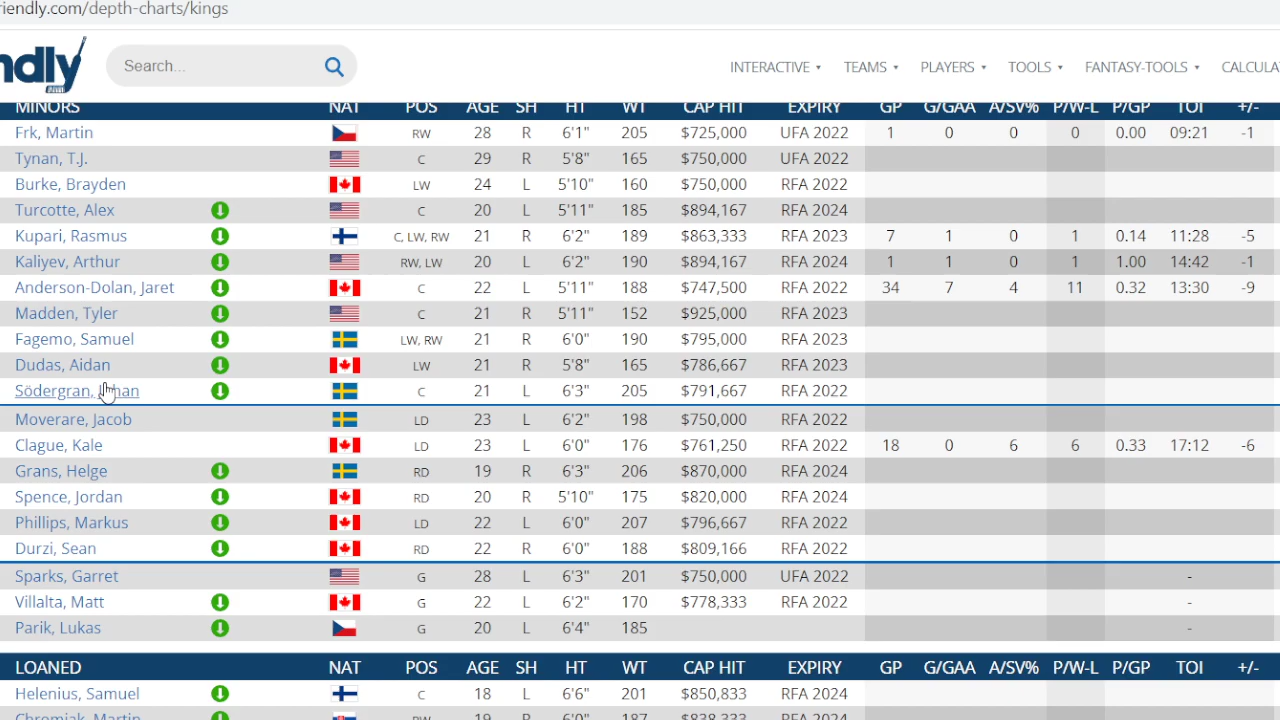 iendly.com/depth-charts/kings
ndly Search... INTERACTIVE TEAMS PLAYERS TOOLS FANTASY-TOOLS CALCULA
MINORS NAT POS AGE SH HT WT CAP HIT EXPIRY GP G/GAA A/SV% P/W-L P/GP TOI +/-
Frk, Martin RW 28 R 6'1" 205 $725,000 UFA 2022 1 0 0 0 0.00 09:21 -1
Tynan, T.J. C 29 R 5'8" 165 $750,000 UFA 2022
Burke, Brayden LW 24 L 5'10" 160 $750,000 RFA 2022
Turcotte, Alex C 20 L 5'11" 185 $894,167 RFA 2024
Kupari, Rasmus C, LW, RW 21 R 6'2" 189 $863,333 RFA 2023 7 1 0 1 0.14 11:28 -5
Kaliyev, Arthur RW, LW 20 L 6'2" 190 $894,167 RFA 2024 1 1 0 1 1.00 14:42 -1
Anderson-Dolan, Jaret C 22 L 5'11" 188 $747,500 RFA 2022 34 7 4 11 0.32 13:30 -9
Madden, Tyler C 21 R 5'11" 152 $925,000 RFA 2023
Fagemo, Samuel LW, RW 21 R 6'0" 190 $795,000 RFA 2023
Dudas, Aidan LW 21 R 5'8" 165 $786,667 RFA 2023
Södergran, C 21 L 6'3" 205 $791,667 RFA 2022
Moverare, Jacob LD 23 L 6'2" 198 $750,000 RFA 2022
Clague, Kale LD 23 L 6'0" 176 $761,250 RFA 2022 18 0 6 6 0.33 17:12 -6
Grans, Helge RD 19 R 6'3" 206 $870,000 RFA 2024
Spence, Jordan RD 20 R 5'10" 175 $820,000 RFA 2024
Phillips, Markus LD 22 L 6'0" 207 $796,667 RFA 2022
Durzi, Sean RD 22 R 6'0" 188 $809,166 RFA 2022
Sparks, Garret G 28 L 6'3" 201 $750,000 UFA 2022 -
Villalta, Matt G 22 L 6'2" 170 $778,333 RFA 2022 -
Parik, Lukas G 20 L 6'4" 185 -
LOANED NAT POS AGE SH HT WT CAP HIT EXPIRY GP G/GAA A/SV% P/W-L P/GP TOI +/-
Helenius, Samuel C 18 L 6'6" 201 $850,833 RFA 2024
Chromiak, Martin RW 19 R 6'0" 187 $838,333 RFA 2024